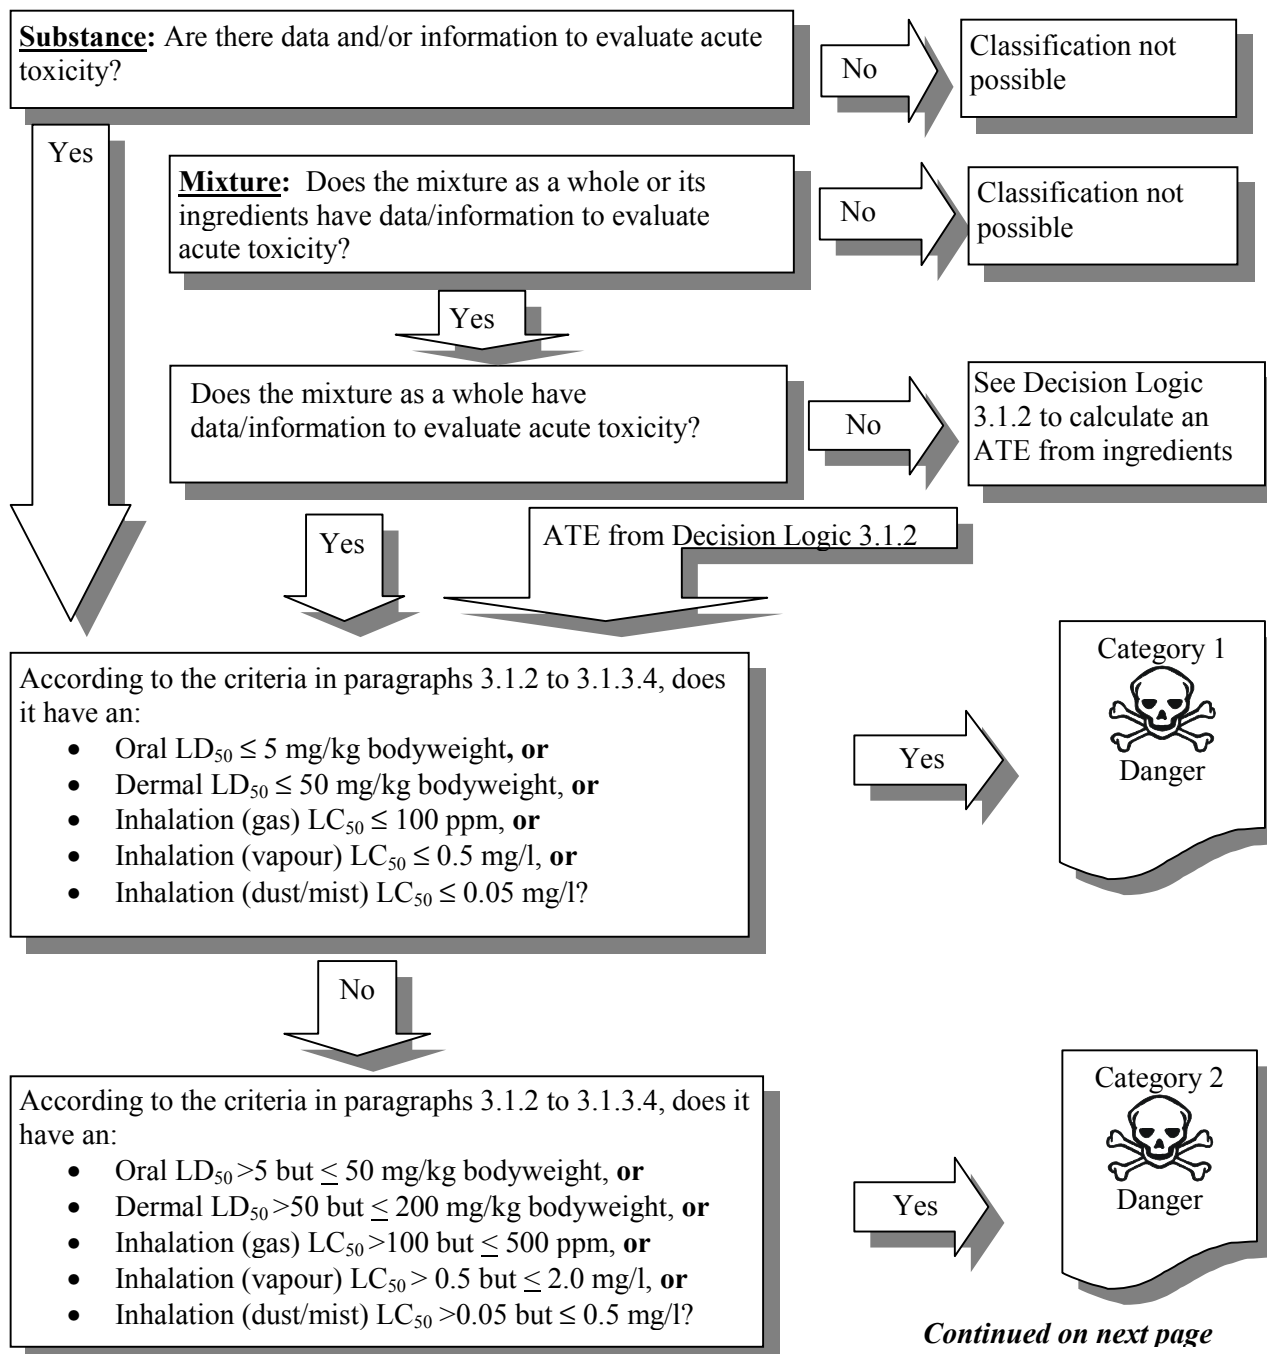 Substance: Are there data and/or information to evaluate acute
toxicity?
No
Classification not
possible
Yes
Mixture: Does the mixture as a whole or its
ingredients have data/information to evaluate
acute toxicity?
No
Classification not
possible
Yes
Does the mixture as a whole have
data/information to evaluate acute toxicity?
No
See Decision Logic
3.1.2 to calculate an
ATE from ingredients
Yes
ATE from Decision Logic 3.1.2
According to the criteria in paragraphs 3.1.2 to 3.1.3.4, does
it have an:
• Oral LD50 ≤ 5 mg/kg bodyweight, or
• Dermal LD50 ≤ 50 mg/kg bodyweight, or
• Inhalation (gas) LC50 ≤ 100 ppm, or
• Inhalation (vapour) LC50 ≤ 0.5 mg/l, or
• Inhalation (dust/mist) LC50 ≤ 0.05 mg/l?
Yes
Category 1
Danger
No
According to the criteria in paragraphs 3.1.2 to 3.1.3.4, does it
have an:
• Oral LD50 >5 but ≤ 50 mg/kg bodyweight, or
• Dermal LD50 >50 but ≤ 200 mg/kg bodyweight, or
• Inhalation (gas) LC50 >100 but ≤ 500 ppm, or
• Inhalation (vapour) LC50 > 0.5 but ≤ 2.0 mg/l, or
• Inhalation (dust/mist) LC50 >0.05 but ≤ 0.5 mg/l?
Yes
Category 2
Danger
Continued on next page